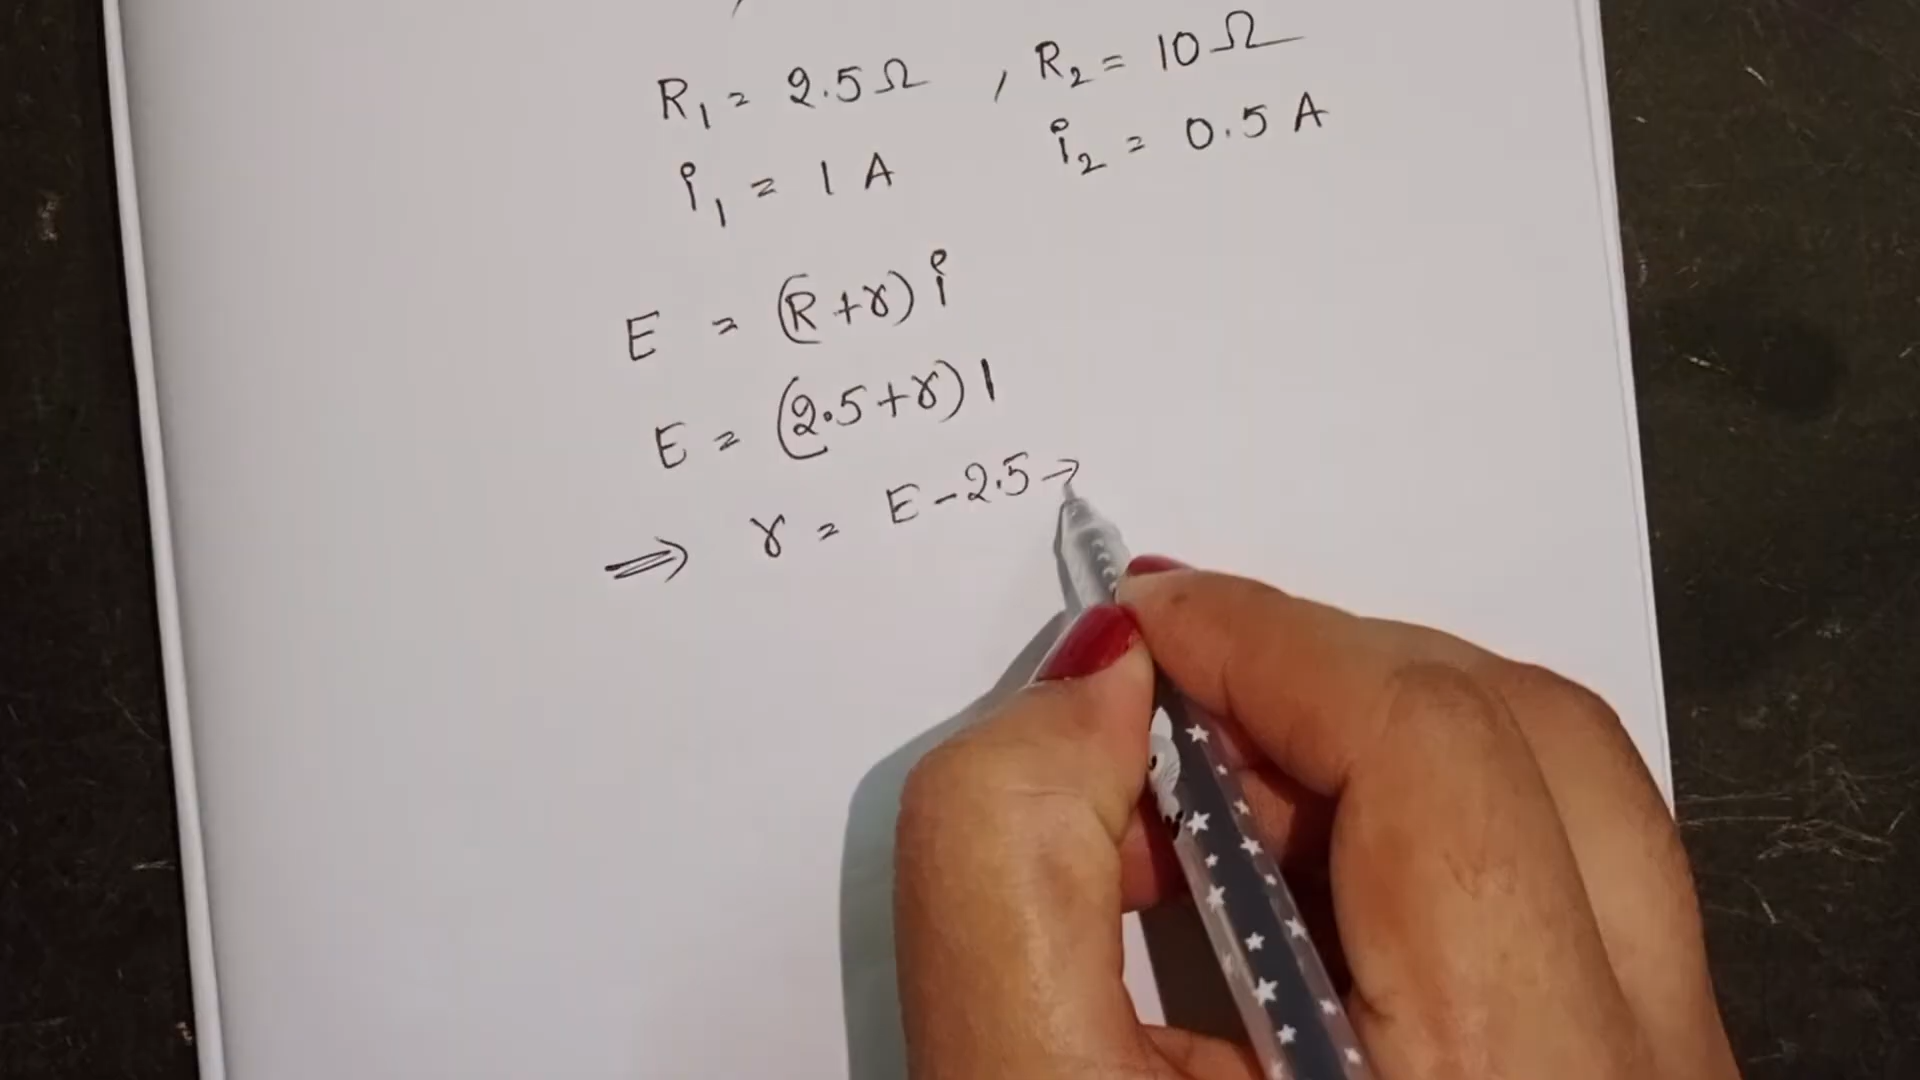 R₁ = 2.5 Ω , R₂ = 10 Ω
i₁ = 1 A i₂ = 0.5 A
E = (R + r) i
E = (2.5 + r) 1
⇒ r = E - 2.5 →